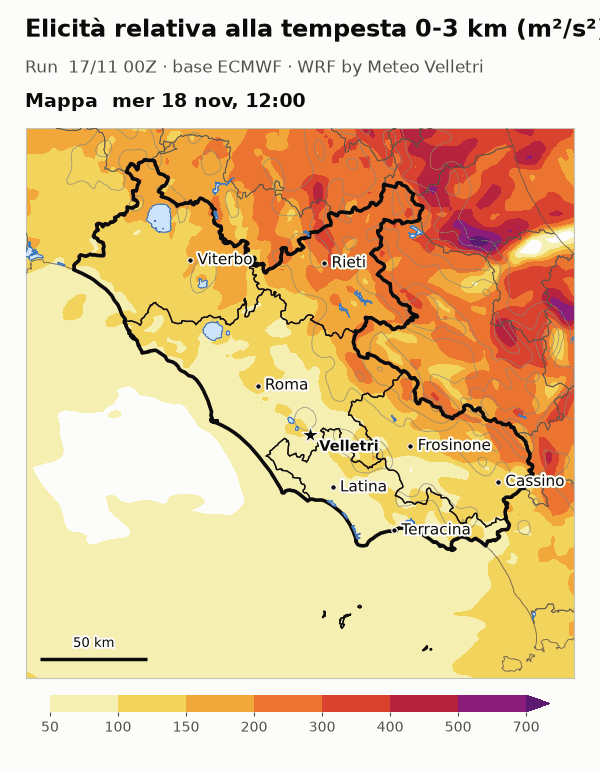 Elicità relativa alla tempesta 0-3 km (m²/s²)
Run 17/11 00Z · base ECMWF · WRF by Meteo Velletri
Mappa mer 18 nov, 12:00
Viterbo
Rieti
Roma
Velletri
Frosinone
Cassino
Latina
Terracina
50 km
50 100 150 200 300 400 500 700